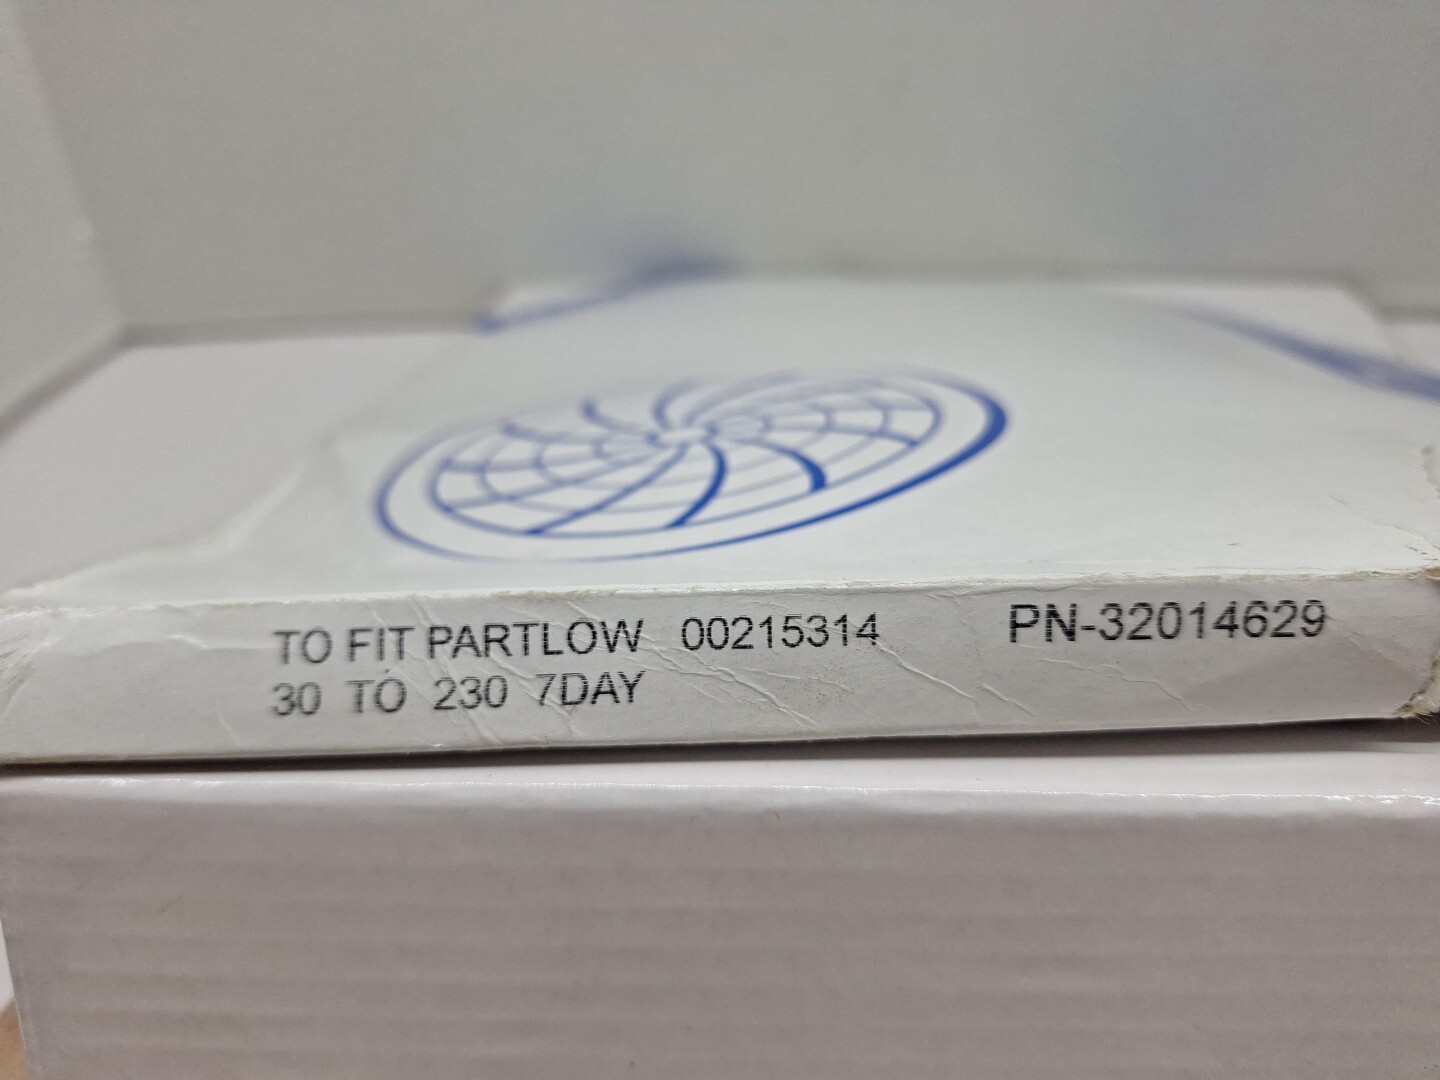 TO FIT PARTLOW 00215314 PN-32014629
30 TO 230 7DAY